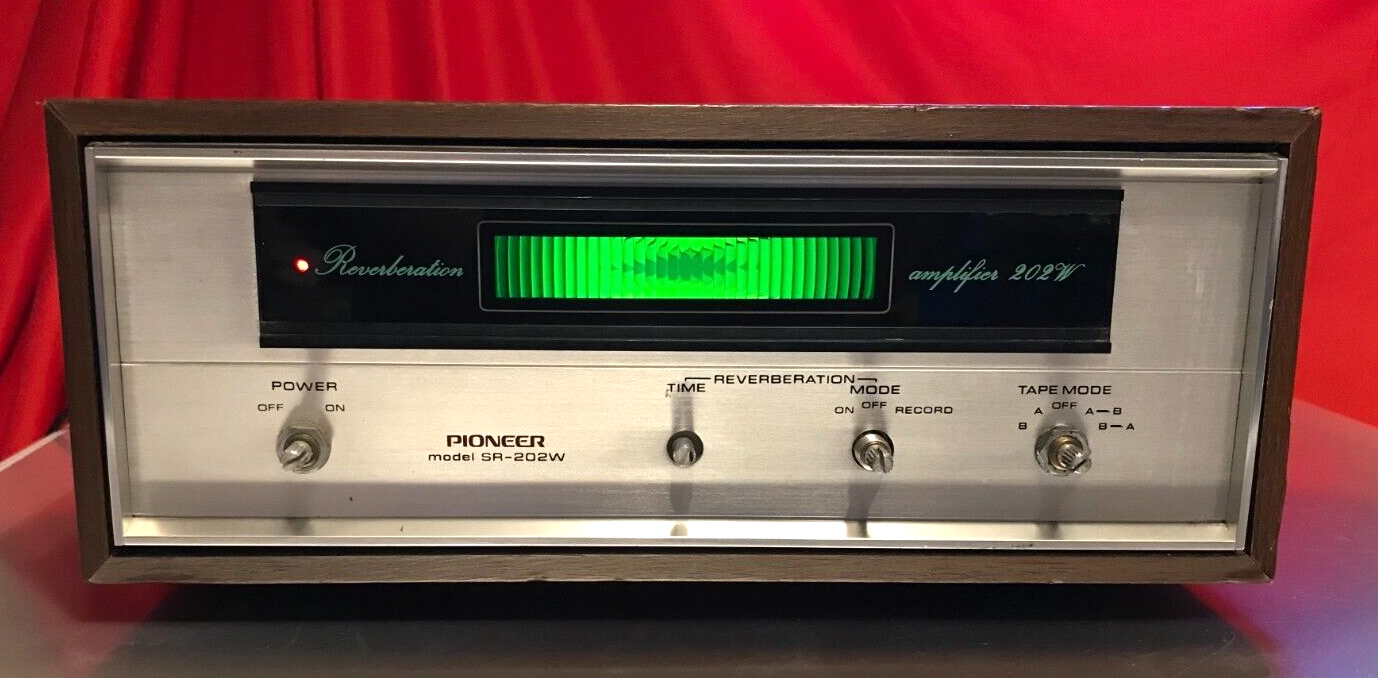 Reverberation
amplifier 202W
POWER
OFF ON
PIONEER
model SR-202W
REVERBERATION
TIME
MODE
ON OFF RECORD
TAPE MODE
A OFF A-B
B B-A